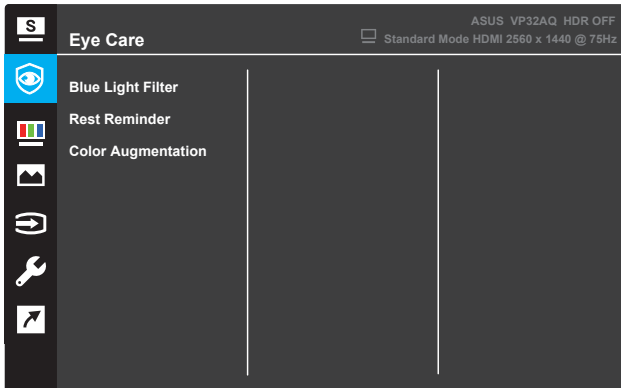 S
ASUS VP32AQ HDR OFF
Eye Care
Standard Mode HDMI 2560 x 1440 @ 75Hz
Blue Light Filter
Rest Reminder
Color Augmentation